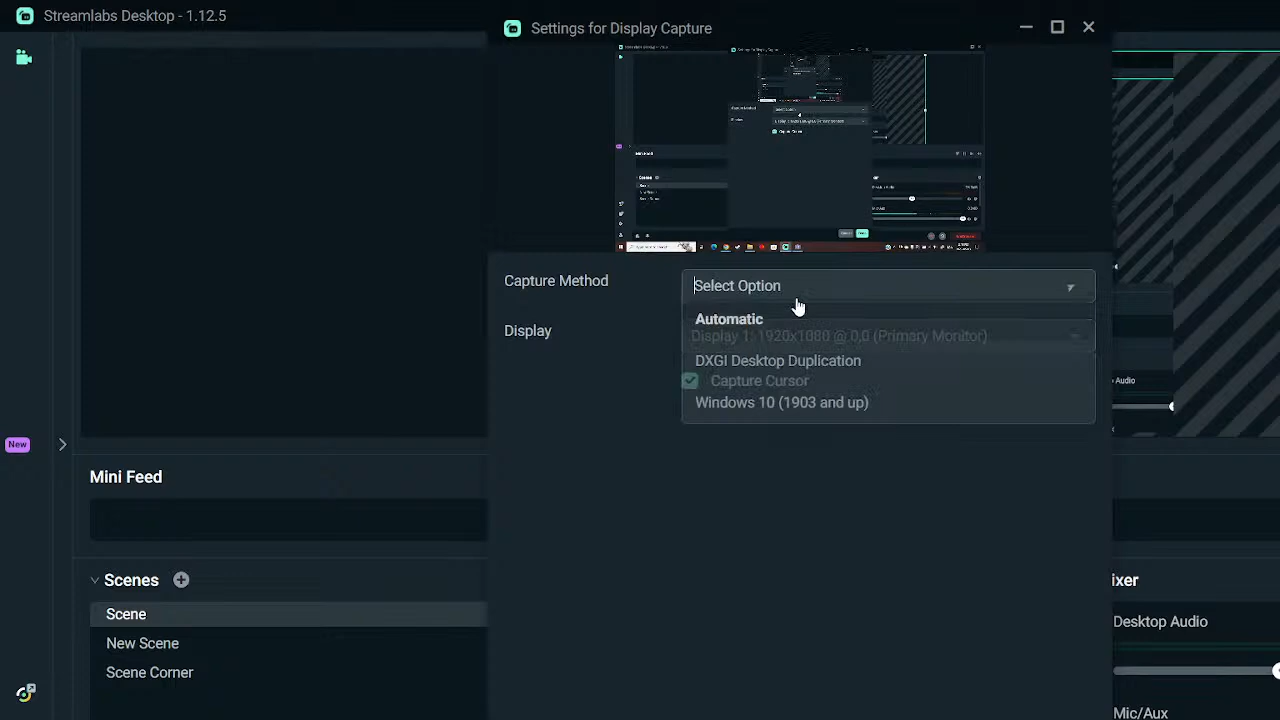 Streamlabs Desktop - 1.12.5
Settings for Display Capture
Capture Method
Select Option
Automatic
Display
Display 1: 1920x1080 @ 0,0 (Primary Monitor)
DXGI Desktop Duplication
Capture Cursor
Windows 10 (1903 and up)
Audio
New
Mini Feed
Scenes
ixer
Scene
Desktop Audio
New Scene
Scene Corner
Mic/Aux